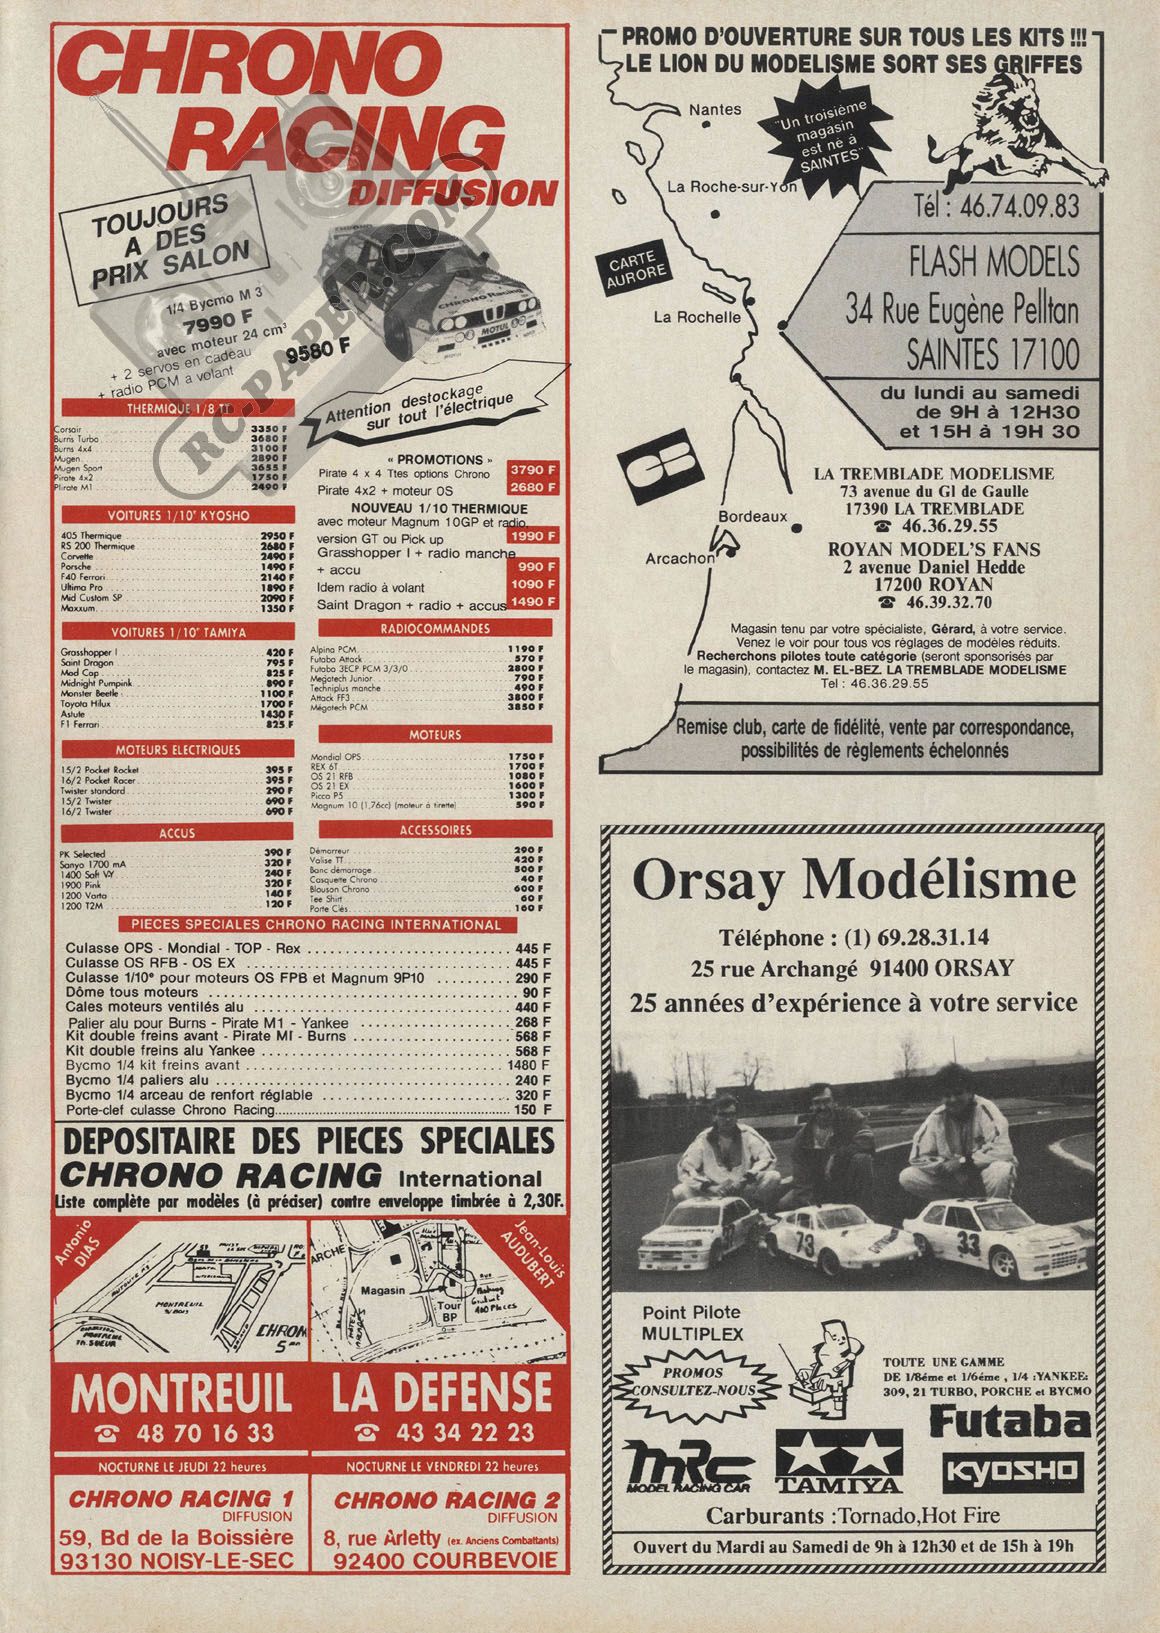 CHRONO
RACING
DIFFUSION
TOUJOURS
A DES
PRIX SALON
1/4 Bycmo M 3
7990 F
avec moteur 24 cm³
9580 F
+ 2 servos en cadeau
+ radio PCM a volant
CHRONO Racing
MOTUL
RC-PAPER.COM
Attention destockage
sur tout l'électrique
THERMIQUE 1/8 TT
Corsair 3350 F
Burns Turbo 3680 F
Burns 4x4 3100 F
Mugen 2890 F
Mugen Sport 3655 F
Pirate 4x2 1750 F
Pirate M1 2490 F
VOITURES 1/10° KYOSHO
405 Thermique 2950 F
RS 200 Thermique 2680 F
Corvette 2490 F
Porsche 1490 F
F40 Ferrari 2140 F
Ultima Pro 1890 F
Mid Custom SP 2090 F
Maxxum 1350 F
VOITURES 1/10° TAMIYA
Grasshopper I 420 F
Saint Dragon 795 F
Mad Cap 825 F
Midnight Pumpink 890 F
Monster Beetle 1100 F
Toyota Hilux 1700 F
Astute 1430 F
F1 Ferrari 825 F
MOTEURS ELECTRIQUES
15/2 Pocket Rocket 395 F
16/2 Pocket Racer 395 F
Twister standard 290 F
15/2 Twister 690 F
16/2 Twister 690 F
ACCUS
PK Selected 390 F
Sanyo 1700 mA 320 F
1400 Saft VY 240 F
1900 Pink 320 F
1200 Varta 140 F
1200 T2M 120 F
« PROMOTIONS »
Pirate 4 x 4 Ttes options Chrono 3790 F
Pirate 4x2 + moteur OS 2680 F
NOUVEAU 1/10 THERMIQUE
avec moteur Magnum 10GP et radio,
version GT ou Pick up 1990 F
Grasshopper I + radio manche
+ accu 990 F
Idem radio à volant 1090 F
Saint Dragon + radio + accus 1490 F
RADIOCOMMANDES
Alpina PCM 1190 F
Futaba Attack 570 F
Futaba 3ECP PCM 3/3/0 2800 F
Megatech Junior 790 F
Techniplus manche 490 F
Attack FF3 3800 F
Mégatech PCM 3850 F
MOTEURS
Mondial OPS 1750 F
REX 6T 1700 F
OS 21 RFB 1080 F
OS 21 EX 1600 F
Picco P5 1300 F
Magnum 10 (1,76cc) (moteur à tirette) 590 F
ACCESSOIRES
Démarreur 290 F
Valise TT 420 F
Banc démarrage 500 F
Casquette Chrono 40 F
Blouson Chrono 600 F
Tee Shirt 60 F
Porte Clés 160 F
PIECES SPECIALES CHRONO RACING INTERNATIONAL
Culasse OPS - Mondial - TOP - Rex 445 F
Culasse OS RFB - OS EX 445 F
Culasse 1/10° pour moteurs OS FPB et Magnum 9P10 290 F
Dôme tous moteurs 90 F
Cales moteurs ventilés alu 440 F
Palier alu pour Burns - Pirate M1 - Yankee 268 F
Kit double freins avant - Pirate MI - Burns 568 F
Kit double freins alu Yankee 568 F
Bycmo 1/4 kit freins avant 1480 F
Bycmo 1/4 paliers alu 240 F
Bycmo 1/4 arceau de renfort réglable 320 F
Porte-clef culasse Chrono Racing 150 F
DEPOSITAIRE DES PIECES SPECIALES
CHRONO RACING International
Liste complète par modèles (à préciser) contre enveloppe timbrée à 2,30F.
Antonio
DIAS
MONTREUIL
S/BOIS
CHRONO
Jean-Louis
AUDUBERT
ARCHE
Magasin
Tour
BP
MONTREUIL
☎ 48 70 16 33
LA DEFENSE
☎ 43 34 22 23
NOCTURNE LE JEUDI 22 heures
NOCTURNE LE VENDREDI 22 heures
CHRONO RACING 1
DIFFUSION
59, Bd de la Boissière
93130 NOISY-LE-SEC
CHRONO RACING 2
DIFFUSION
8, rue Arletty (ex. Anciens Combattants)
92400 COURBEVOIE
PROMO D'OUVERTURE SUR TOUS LES KITS !!!
LE LION DU MODELISME SORT SES GRIFFES
"Un troisième
magasin
est né à
SAINTES"
Nantes
La Roche-sur-Yon
CARTE
AURORE
La Rochelle
CB
Bordeaux
Arcachon
Tél : 46.74.09.83
FLASH MODELS
34 Rue Eugène Pelltan
SAINTES 17100
du lundi au samedi
de 9H à 12H30
et 15H à 19H 30
LA TREMBLADE MODELISME
73 avenue du Gl de Gaulle
17390 LA TREMBLADE
☎ 46.36.29.55
ROYAN MODEL'S FANS
2 avenue Daniel Hedde
17200 ROYAN
☎ 46.39.32.70
Magasin tenu par votre spécialiste, Gérard, à votre service.
Venez le voir pour tous vos règlages de modèles réduits.
Recherchons pilotes toute catégorie (seront sponsorisés par
le magasin), contactez M. EL-BEZ. LA TREMBLADE MODELISME
Tel : 46.36.29.55
Remise club, carte de fidélité, vente par correspondance,
possibilités de règlements échelonnés
Orsay Modélisme
Téléphone : (1) 69.28.31.14
25 rue Archangé 91400 ORSAY
25 années d'expérience à votre service
73
33
Point Pilote
MULTIPLEX
PROMOS
CONSULTEZ-NOUS
TOUTE UNE GAMME
DE 1/8éme et 1/6éme , 1/4 :YANKEE:
309, 21 TURBO, PORCHE et BYCMO
Futaba
MRC
MODEL RACING CAR
TAMIYA
KYOSHO
Carburants :Tornado,Hot Fire
Ouvert du Mardi au Samedi de 9h à 12h30 et de 15h à 19h